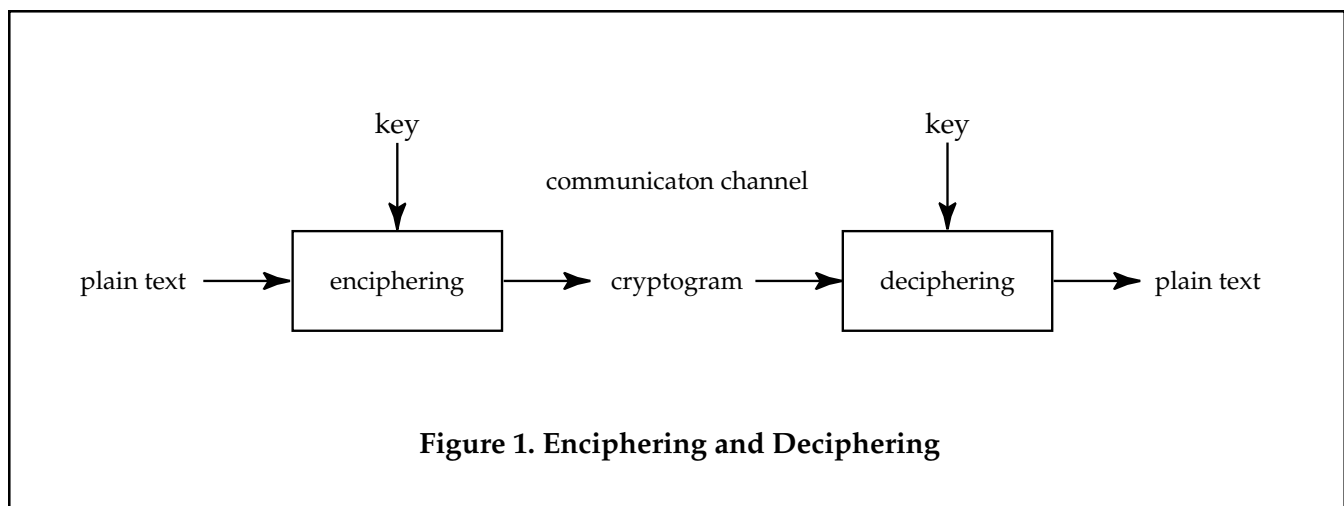 key key
communicaton channel
plain text enciphering cryptogram deciphering plain text
Figure 1. Enciphering and Deciphering